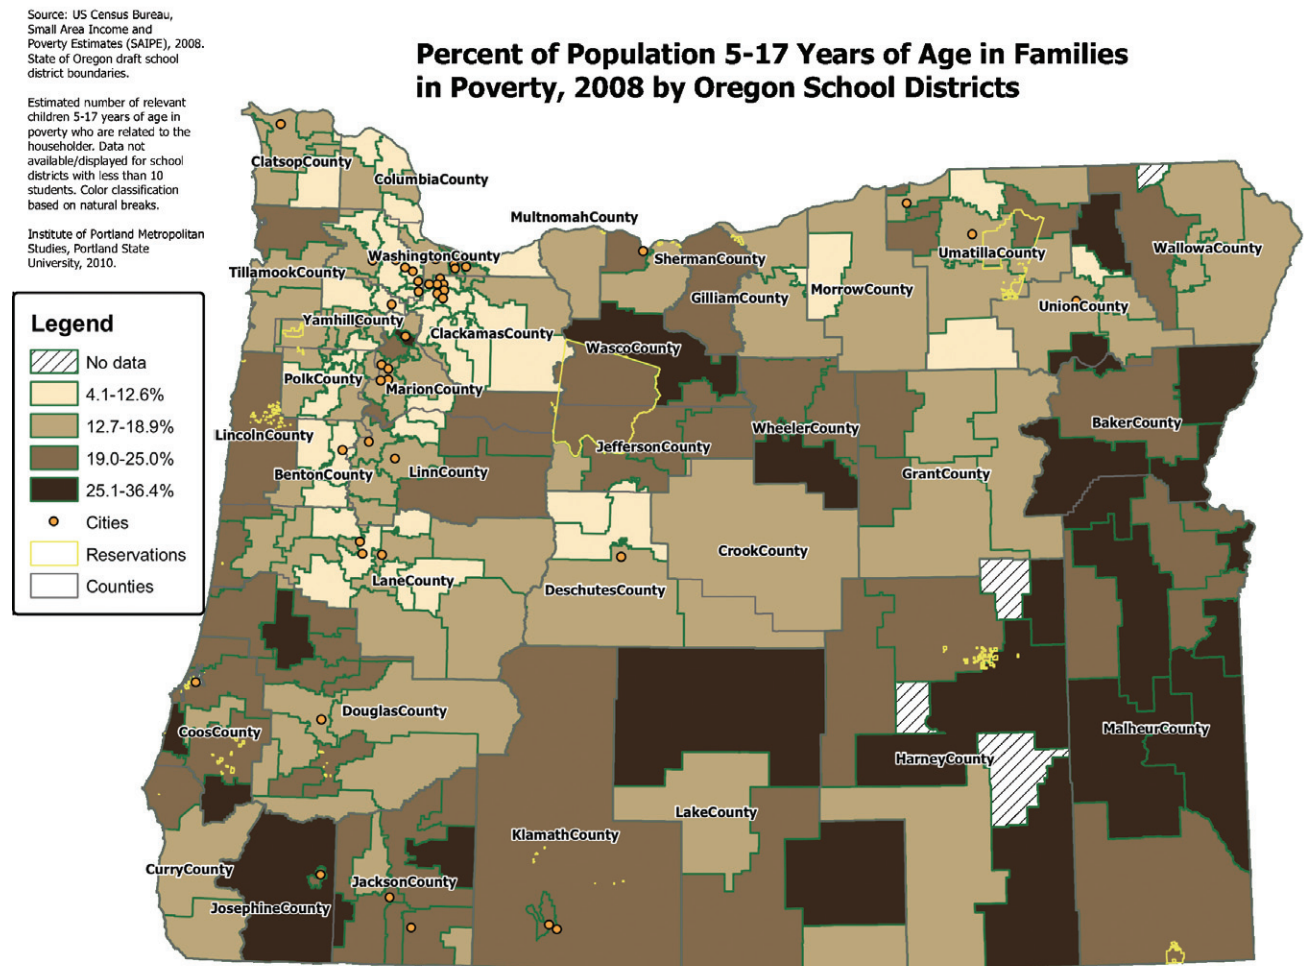 Source: US Census Bureau,
Small Area Income and
Poverty Estimates (SAIPE), 2008.
State of Oregon draft school
district boundaries.
Estimated number of relevant
children 5-17 years of age in
poverty who are related to the
householder. Data not
available/displayed for school
districts with less than 10
students. Color classification
based on natural breaks.
Institute of Portland Metropolitan
Studies, Portland State
University, 2010.
Percent of Population 5-17 Years of Age in Families
in Poverty, 2008 by Oregon School Districts
Legend
No data
4.1-12.6%
12.7-18.9%
19.0-25.0%
25.1-36.4%
Cities
Reservations
Counties
ClatsopCounty
ColumbiaCounty
MultnomahCounty
WashingtonCounty
TillamookCounty
ShermanCounty
UmatillaCounty
WallowaCounty
GilliamCounty
MorrowCounty
UnionCounty
YamhillCounty
ClackamasCounty
WascoCounty
PolkCounty
MarionCounty
BakerCounty
LincolnCounty
WheelerCounty
JeffersonCounty
BentonCounty
LinnCounty
GrantCounty
CrookCounty
LaneCounty
DeschutesCounty
DouglasCounty
CoosCounty
MalheurCounty
HarneyCounty
LakeCounty
KlamathCounty
CurryCounty
JacksonCounty
JosephineCounty